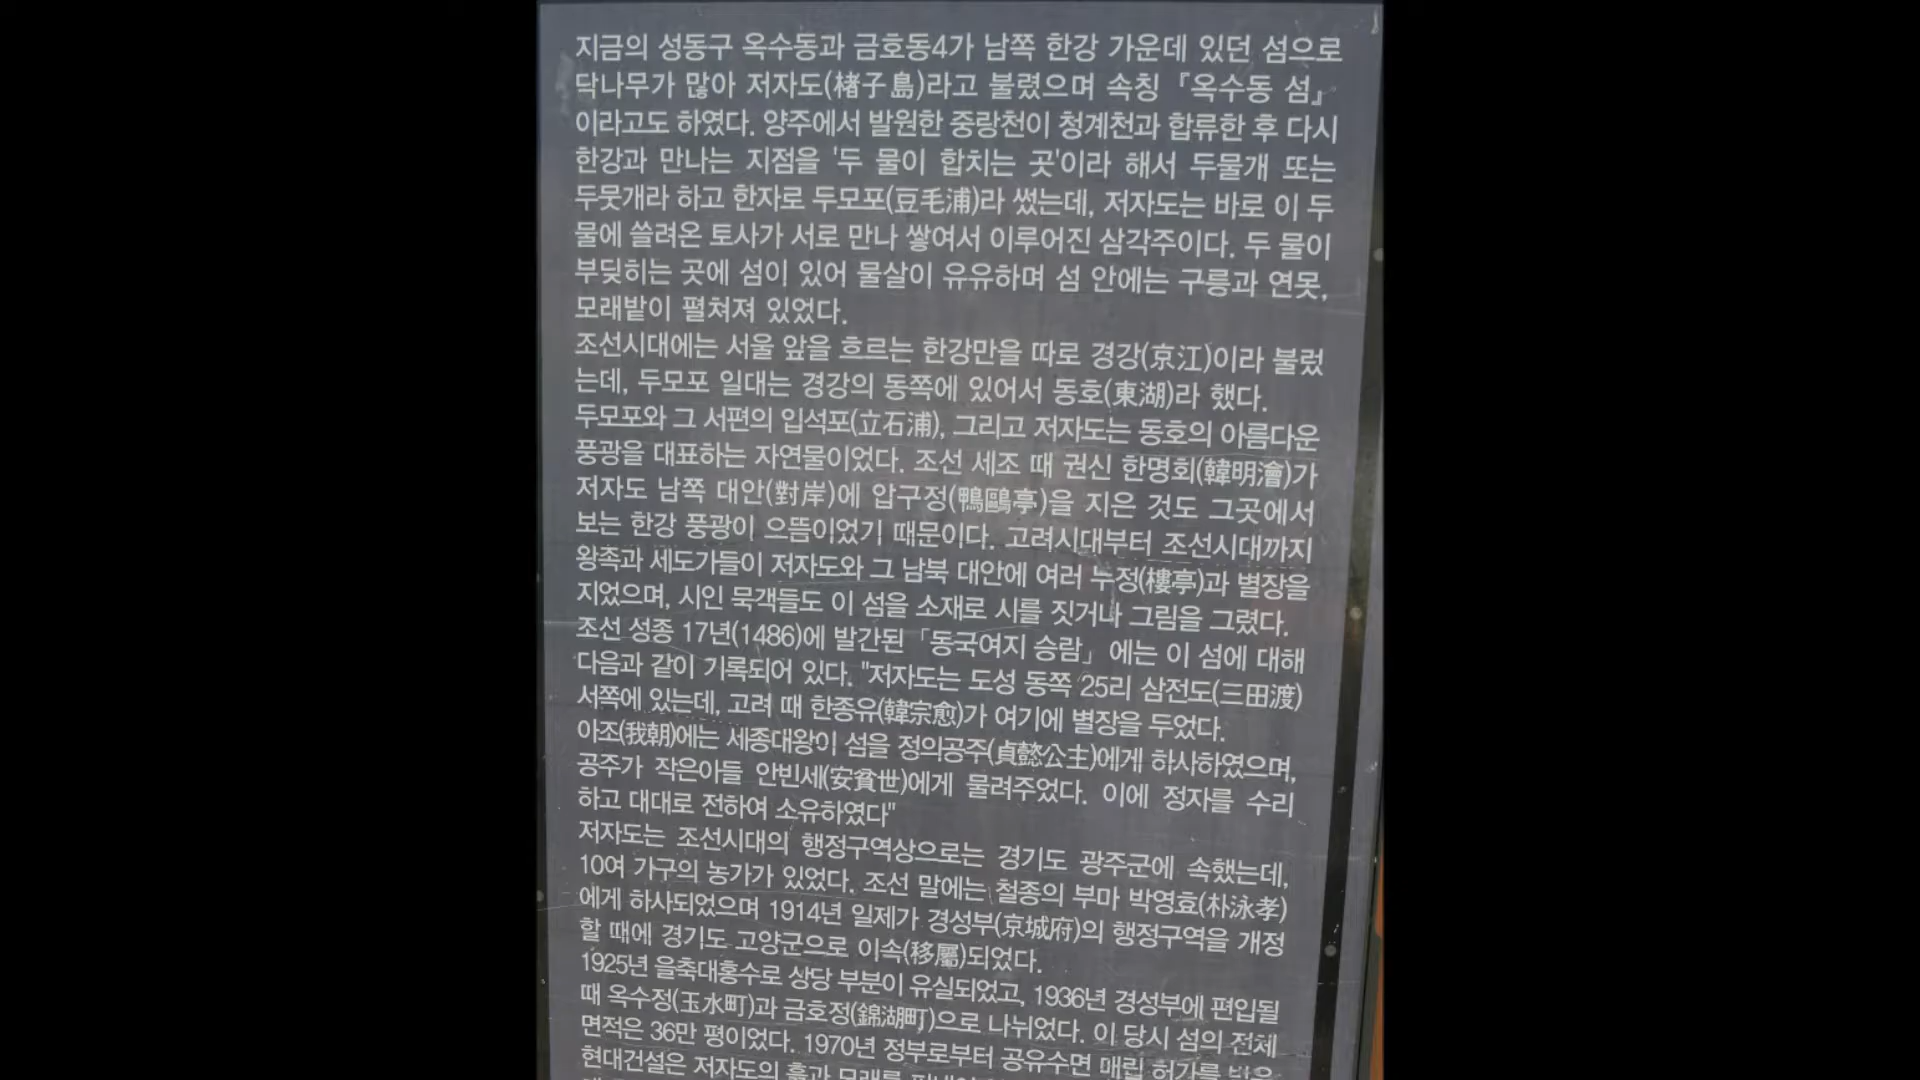 지금의 성동구 옥수동과 금호동4가 남쪽 한강 가운데 있던 섬으로
닥나무가 많아 저자도(楮子島)라고 불렸으며 속칭 『옥수동 섬』
이라고도 하였다. 양주에서 발원한 중랑천이 청계천과 합류한 후 다시
한강과 만나는 지점을 '두 물이 합치는 곳'이라 해서 두물개 또는
두뭇개라 하고 한자로 두모포(豆毛浦)라 썼는데, 저자도는 바로 이 두
물에 쓸려온 토사가 서로 만나 쌓여서 이루어진 삼각주이다. 두 물이
부딪히는 곳에 섬이 있어 물살이 유유하며 섬 안에는 구릉과 연못,
모래밭이 펼쳐져 있었다.
조선시대에는 서울 앞을 흐르는 한강만을 따로 경강(京江)이라 불렀
는데, 두모포 일대는 경강의 동쪽에 있어서 동호(東湖)라 했다.
두모포와 그 서편의 입석포(立石浦), 그리고 저자도는 동호의 아름다운
풍광을 대표하는 자연물이었다. 조선 세조 때 권신 한명회(韓明澮)가
저자도 남쪽 대안(對岸)에 압구정(鴨鷗亭)을 지은 것도 그곳에서
보는 한강 풍광이 으뜸이었기 때문이다. 고려시대부터 조선시대까지
왕족과 세도가들이 저자도와 그 남북 대안에 여러 누정(樓亭)과 별장을
지었으며, 시인 묵객들도 이 섬을 소재로 시를 짓거나 그림을 그렸다.
조선 성종 17년(1486)에 발간된 「동국여지 승람」에는 이 섬에 대해
다음과 같이 기록되어 있다. "저자도는 도성 동쪽 25리 삼전도(三田渡)
서쪽에 있는데, 고려 때 한종유(韓宗愈)가 여기에 별장을 두었다.
아조(我朝)에는 세종대왕이 섬을 정의공주(貞懿公主)에게 하사하였으며,
공주가 작은아들 안빈세(安貧世)에게 물려주었다. 이에 정자를 수리
하고 대대로 전하여 소유하였다"
저자도는 조선시대의 행정구역상으로는 경기도 광주군에 속했는데,
10여 가구의 농가가 있었다. 조선 말에는 철종의 부마 박영효(朴泳孝)
에게 하사되었으며 1914년 일제가 경성부(京城府)의 행정구역을 개정
할 때에 경기도 고양군으로 이속(移屬)되었다.
1925년 을축대홍수로 상당 부분이 유실되었고, 1936년 경성부에 편입될
때 옥수정(玉水町)과 금호정(錦湖町)으로 나뉘었다. 이 당시 섬의 전체
면적은 36만 평이었다. 1970년 정부로부터 공유수면 매립 허가를 받은
현대건설은 저자도의 흙과 모래를